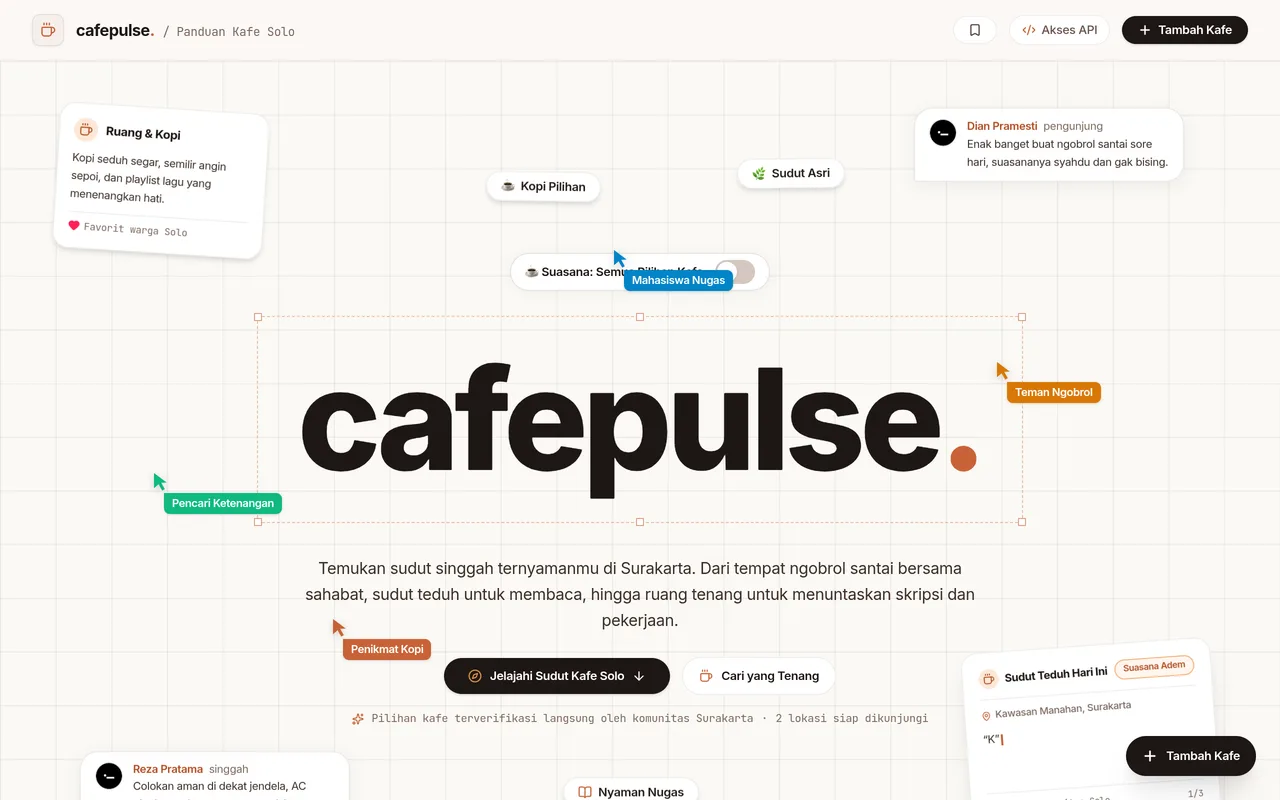 cafepulse. / Panduan Kafe Solo
Akses API
Tambah Kafe
Ruang & Kopi
Kopi seduh segar, semilir angin
sepoi, dan playlist lagu yang
menenangkan hati.
Favorit warga Solo
Kopi Pilihan
Sudut Asri
Dian Pramesti pengunjung
Enak banget buat ngobrol santai sore
hari, suasananya syahdu dan gak bising.
Suasana: Semua Pilihan Kafe
Mahasiswa Nugas
cafepulse.
Teman Ngobrol
Pencari Ketenangan
Temukan sudut singgah ternyamanmu di Surakarta. Dari tempat ngobrol santai bersama
sahabat, sudut teduh untuk membaca, hingga ruang tenang untuk menuntaskan skripsi dan
pekerjaan.
Penikmat Kopi
Jelajahi Sudut Kafe Solo
Cari yang Tenang
Pilihan kafe terverifikasi langsung oleh komunitas Surakarta · 2 lokasi siap dikunjungi
Sudut Teduh Hari Ini
Suasana Adem
Kawasan Manahan, Surakarta
“K”
Tambah Kafe
1/3
Reza Pratama singgah
Colokan aman di dekat jendela, AC
Nyaman Nugas